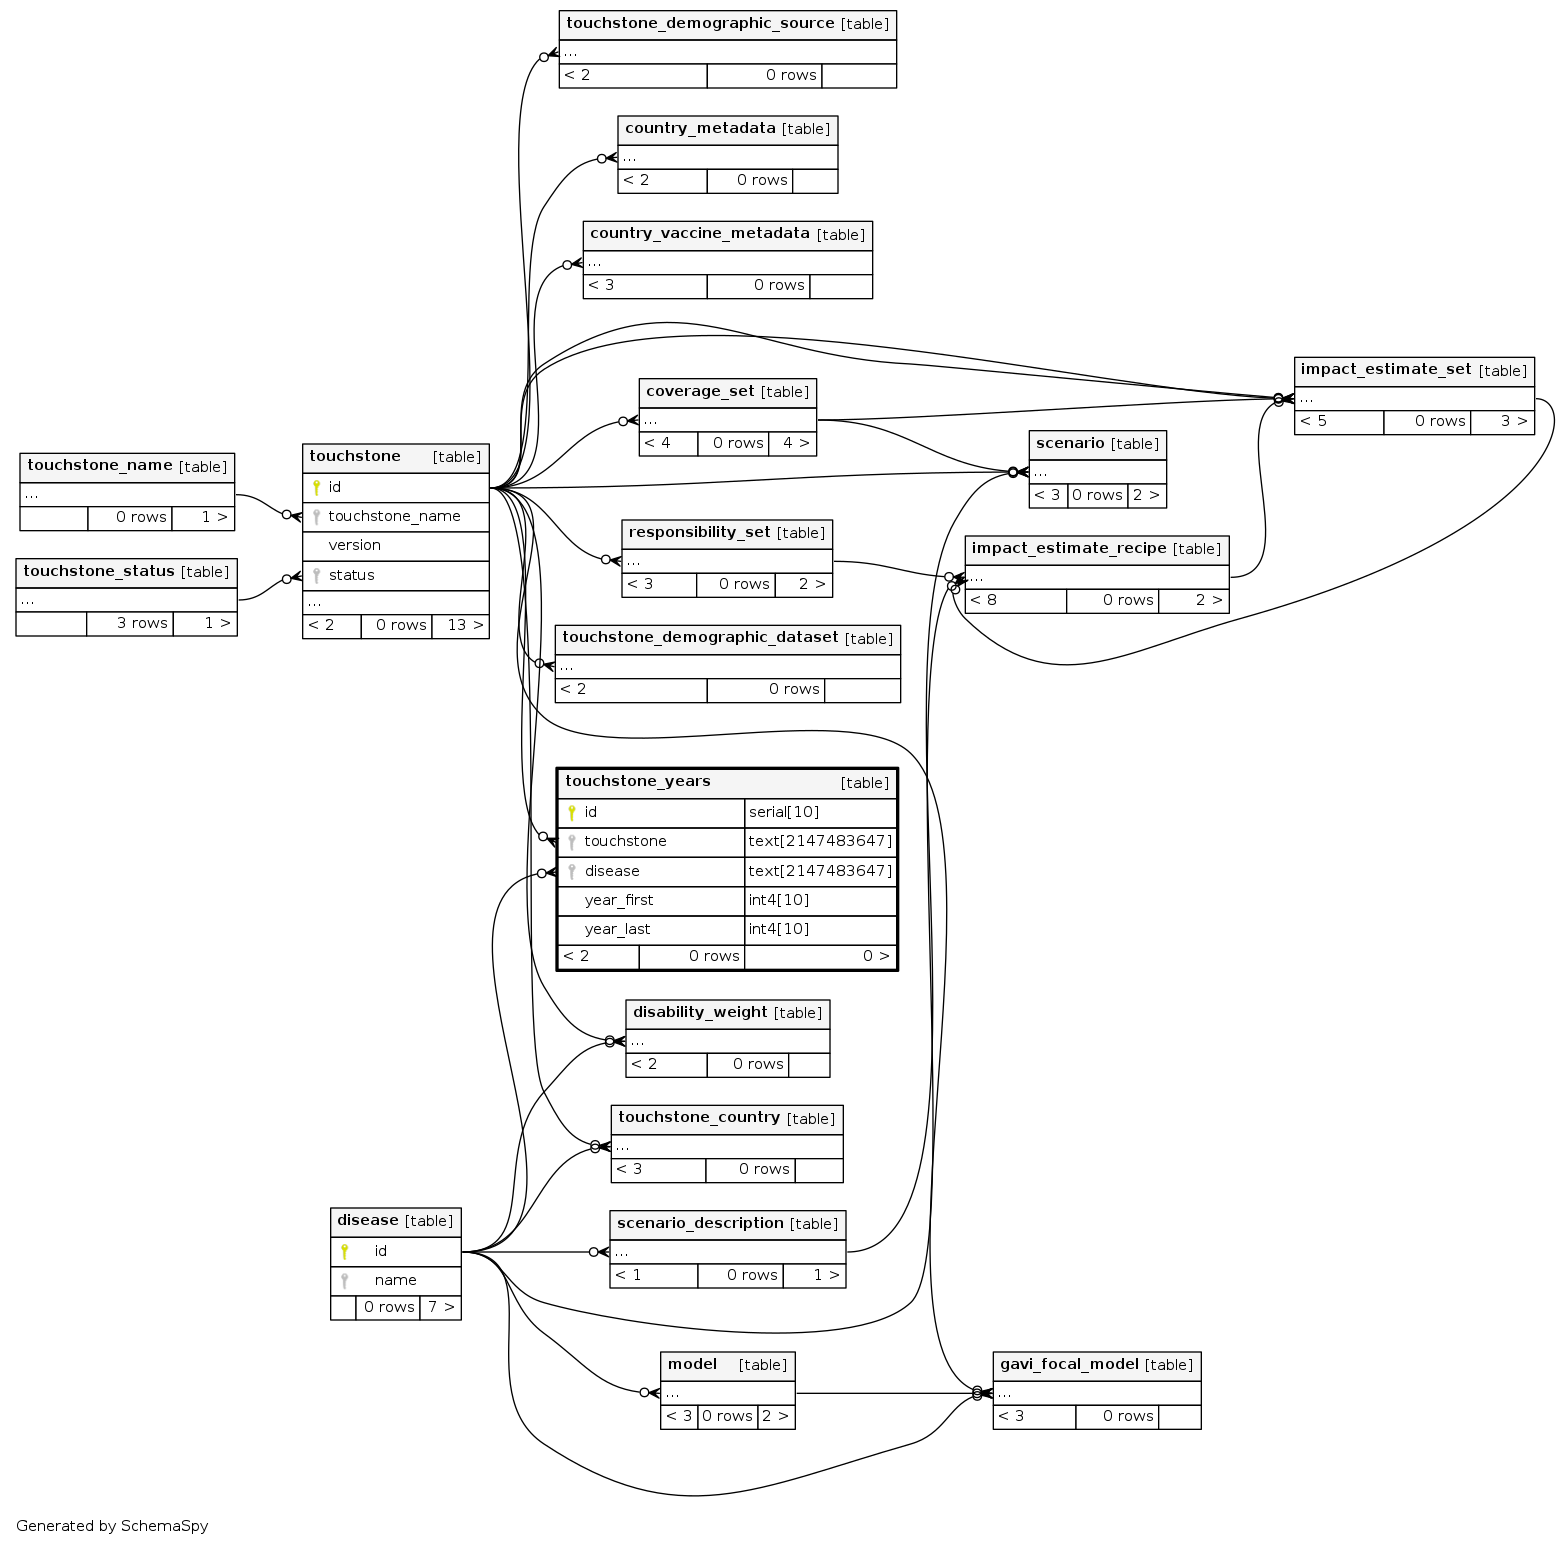 touchstone_demographic_source [table]
...
< 2 0 rows
country_metadata [table]
...
< 2 0 rows
country_vaccine_metadata [table]
...
< 3 0 rows
impact_estimate_set [table]
...
< 5 0 rows 3 >
coverage_set [table]
...
< 4 0 rows 4 >
scenario [table]
...
< 3 0 rows 2 >
touchstone_name [table]
...
0 rows 1 >
touchstone [table]
id
touchstone_name
version
status
...
< 2 0 rows 13 >
touchstone_status [table]
...
3 rows 1 >
responsibility_set [table]
...
< 3 0 rows 2 >
impact_estimate_recipe [table]
...
< 8 0 rows 2 >
touchstone_demographic_dataset [table]
...
< 2 0 rows
touchstone_years [table]
id serial[10]
touchstone text[2147483647]
disease text[2147483647]
year_first int4[10]
year_last int4[10]
< 2 0 rows 0 >
disability_weight [table]
...
< 2 0 rows
touchstone_country [table]
...
< 3 0 rows
disease [table]
id
name
0 rows 7 >
scenario_description [table]
...
< 1 0 rows 1 >
model [table]
...
< 3 0 rows 2 >
gavi_focal_model [table]
...
< 3 0 rows
Generated by SchemaSpy